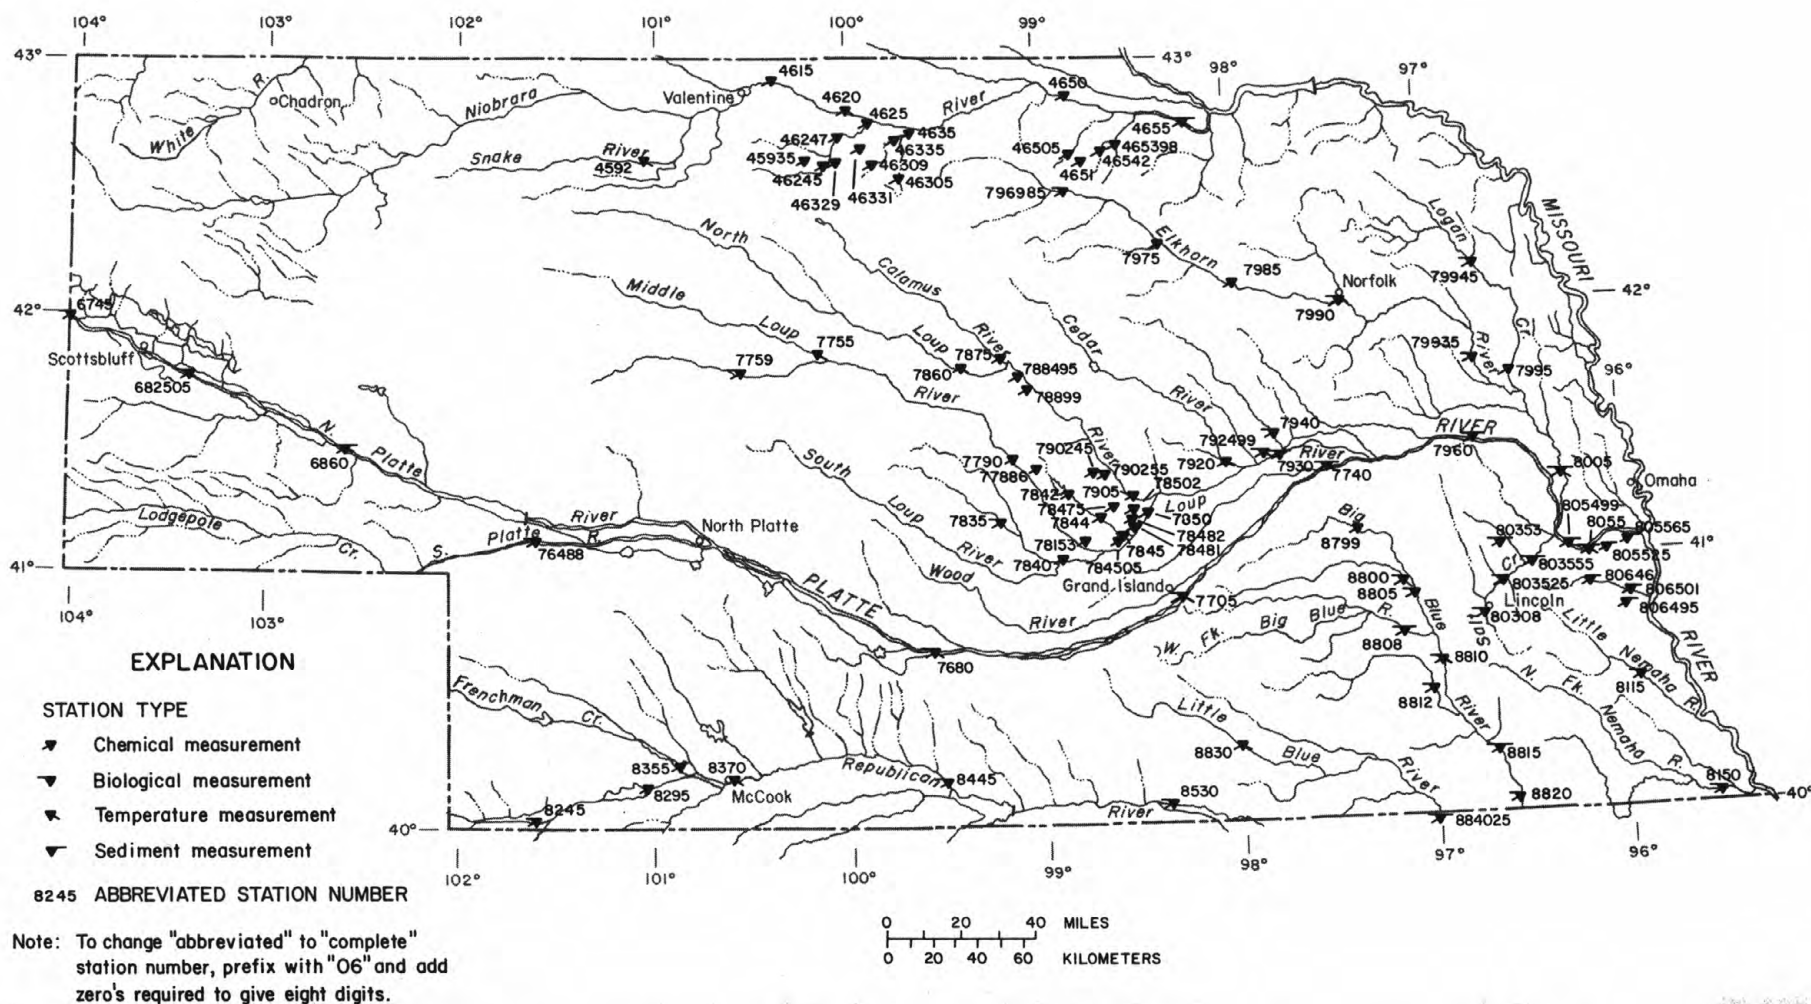 104°
103°
102°
101°
100°
99°
43°
43°
98°
97°
4615
4650
Chadron
R.
Valentine
Niobrara
4620
4625
River
White
4655
46247
4635
46335
465398
Snake
River
4592
45935
46505
46542
46309
4651
46245
46305
46329
46331
796985
MISSOURI
Logan
North
Elkhorn
7975
Calamus
7985
79945
Norfolk
42°
42°
Middle
7990
6745
Cedar
Loup
River
Cr.
Scottsbluff
7755
Loup
7875
79935
River
7759
788495
7860
7995
96°
682505
78899
River
River
7940
RIVER
N.
792499
790245
River
7960
6860
South
River
7790
790255
7920
7930
7740
8005
Platte
77886
78502
Omaha
7842
7905
Loup
78475
Big
805499
Lodgepole
River
North Platte
7835
7844
7850
80353
8055
805565
Loup
78482
8799
Platte
R.
78153
7845
78481
41°
Cr.
S.
76488
River
805525
41°
7840
784505
Cr.
803555
Wood
Grand Island
8800
80646
803525
806501
PLATTE
8805
7705
R.
Blue
Lincoln
806495
104°
80308
103°
River
Big
Blue
Salt
Little
W.
Fk.
8808
7680
8810
N.
RIVER
EXPLANATION
Nemaha
Fk.
Frenchman
8812
8115
R.
Little
STATION TYPE
Cr.
River
Nemaha
Chemical measurement
8830
8815
8355
8370
Blue
Republican
R.
Biological measurement
8445
River
8150
8295
McCook
8530
8820
40°
8245
River
Temperature measurement
40°
884025
Sediment measurement
102°
101°
100°
99°
98°
97°
96°
8245 ABBREVIATED STATION NUMBER
0 20 40 MILES
Note: To change "abbreviated" to "complete"
0 20 40 60 KILOMETERS
station number, prefix with "06" and add
zero's required to give eight digits.